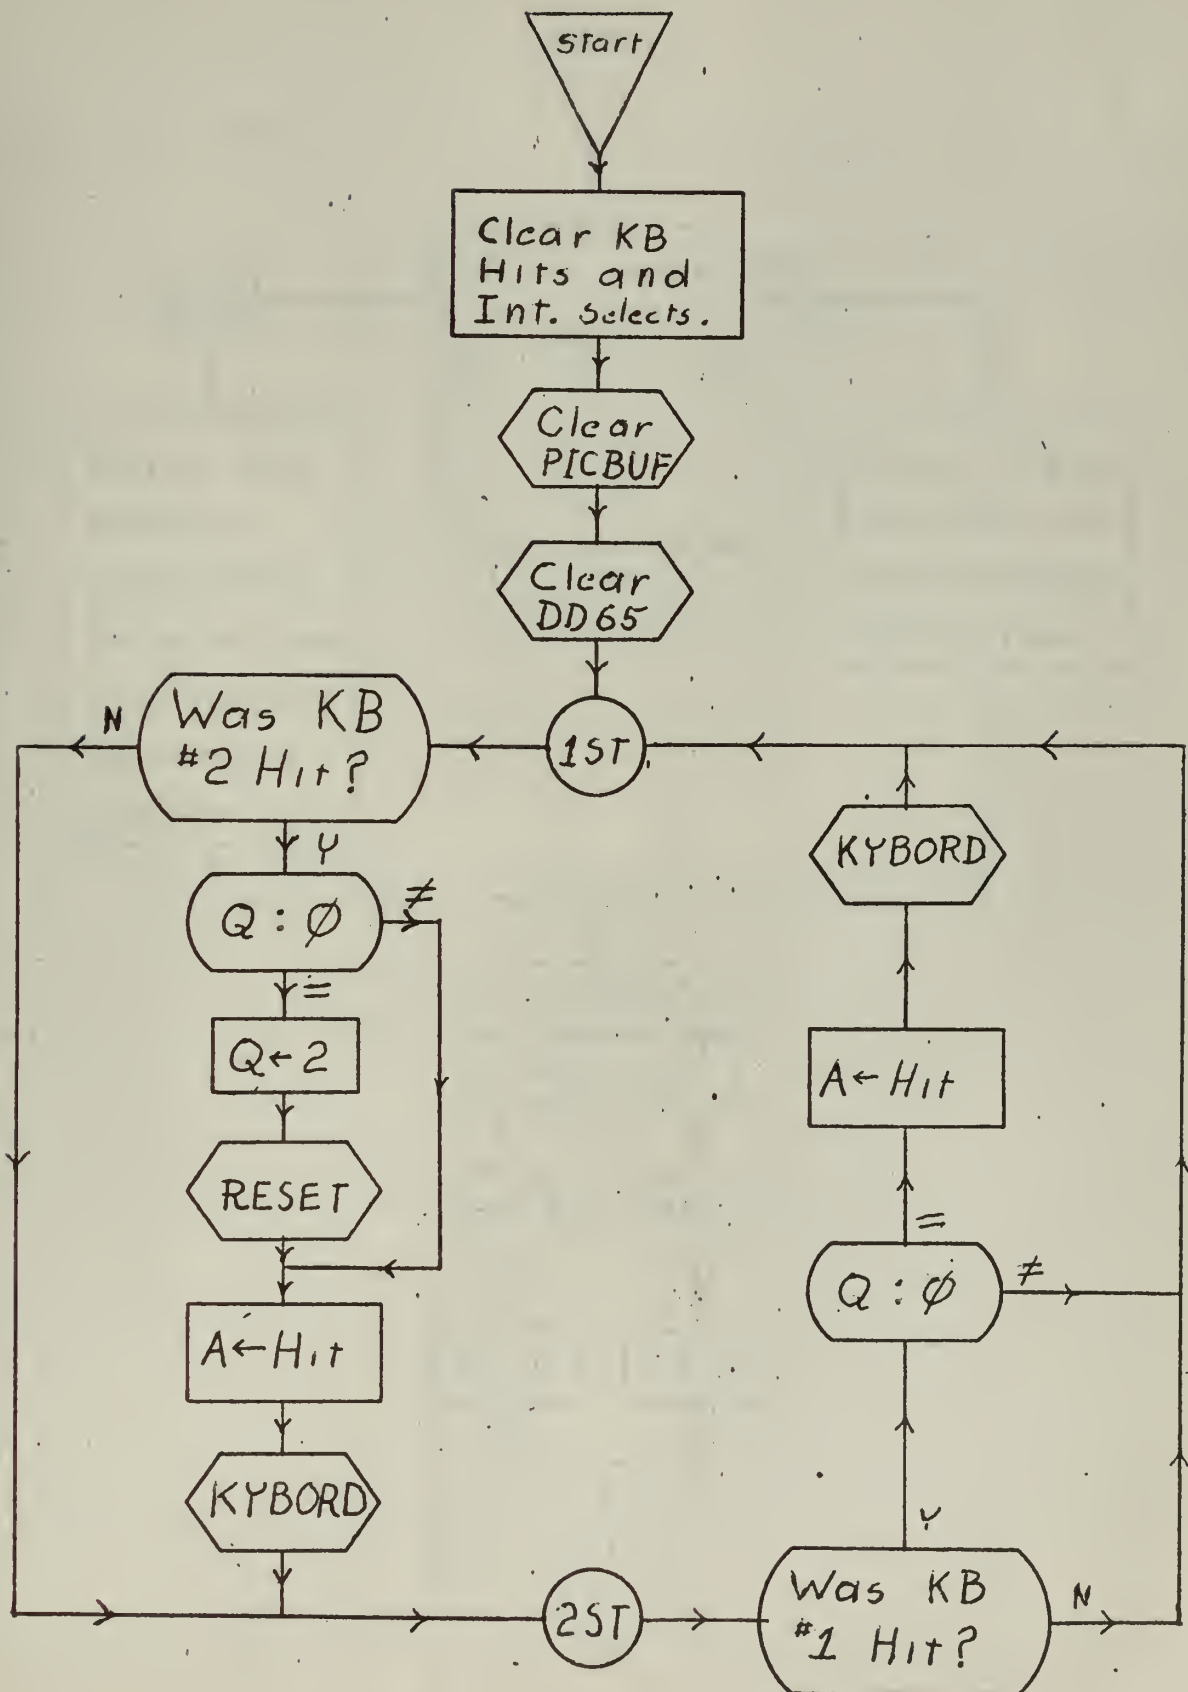 Start
Clear KB
Hits and
Int. Selects.
Clear
PICBUF
Clear
DD65
1ST
Was KB
#2 Hit?
N
Y
Q : Ø
≠
=
Q ← 2
RESET
A ← Hit
KYBORD
2ST
Was KB
#1 Hit?
N
Y
Q : Ø
≠
=
A ← Hit
KYBORD